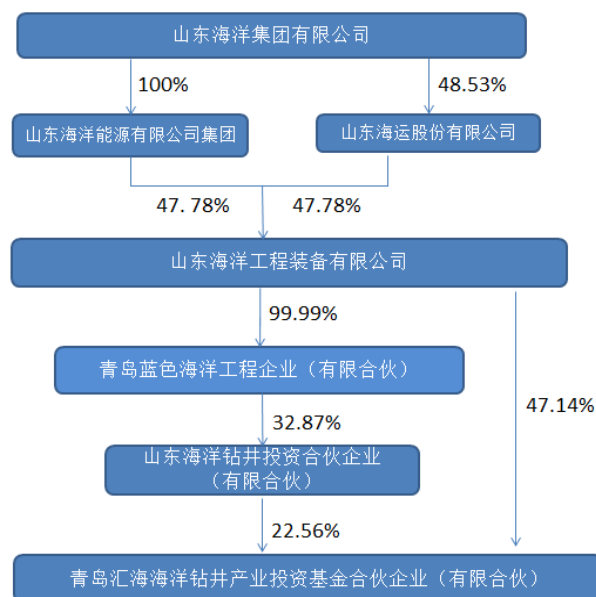 山东海洋集团有限公司
100%
48.53%
山东海洋能源有限公司集团
山东海运股份有限公司
47. 78%
47.78%
山东海洋工程装备有限公司
99.99%
青岛蓝色海洋工程企业（有限合伙）
47.14%
32.87%
山东海洋钻井投资合伙企业
（有限合伙）
22.56%
青岛汇海海洋钻井产业投资基金合伙企业（有限合伙）